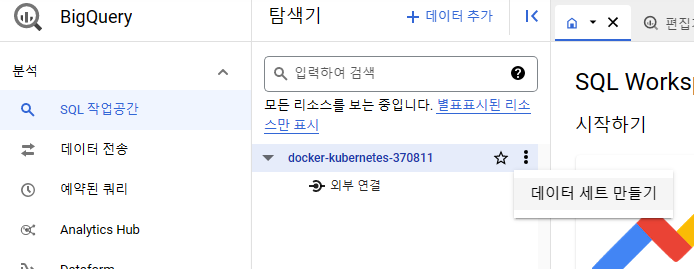 BigQuery
분석
SQL 작업공간
데이터 전송
예약된 쿼리
Analytics Hub
Dataform
탐색기
+ 데이터 추가
입력하여 검색
모든 리소스를 보는 중입니다. 별표표시된 리소
스만 표시
docker-kubernetes-370811
외부 연결
데이터 세트 만들기
편집
SQL Worksp
시작하기